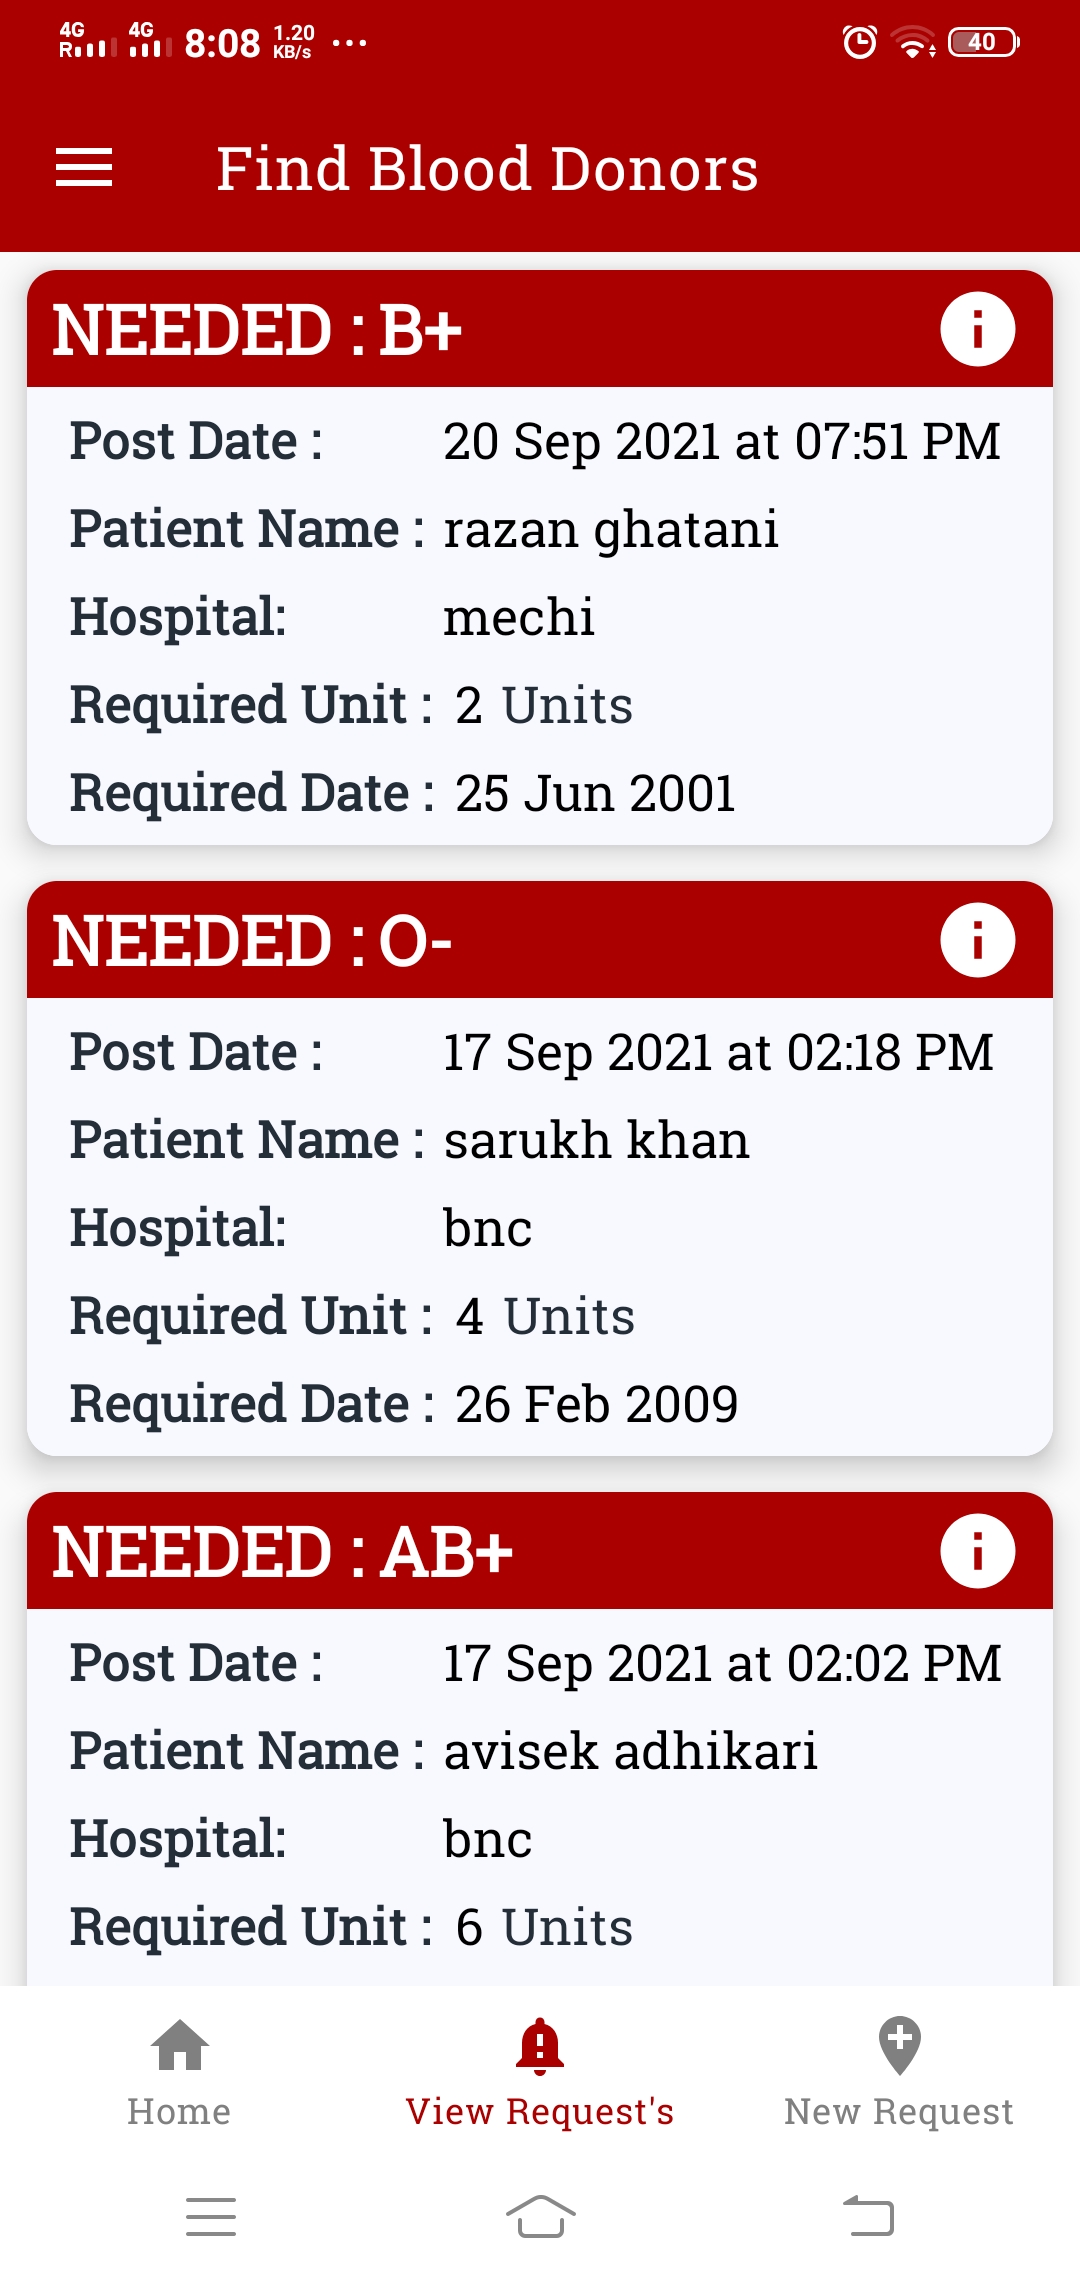 4G 4G 8:08 1.20 ...
R KB/s 40
Find Blood Donors
NEEDED : B+
Post Date : 20 Sep 2021 at 07:51 PM
Patient Name : razan ghatani
Hospital: mechi
Required Unit : 2 Units
Required Date : 25 Jun 2001
NEEDED : O-
Post Date : 17 Sep 2021 at 02:18 PM
Patient Name : sarukh khan
Hospital: bnc
Required Unit : 4 Units
Required Date : 26 Feb 2009
NEEDED : AB+
Post Date : 17 Sep 2021 at 02:02 PM
Patient Name : avisek adhikari
Hospital: bnc
Required Unit : 6 Units
Home View Request's New Request